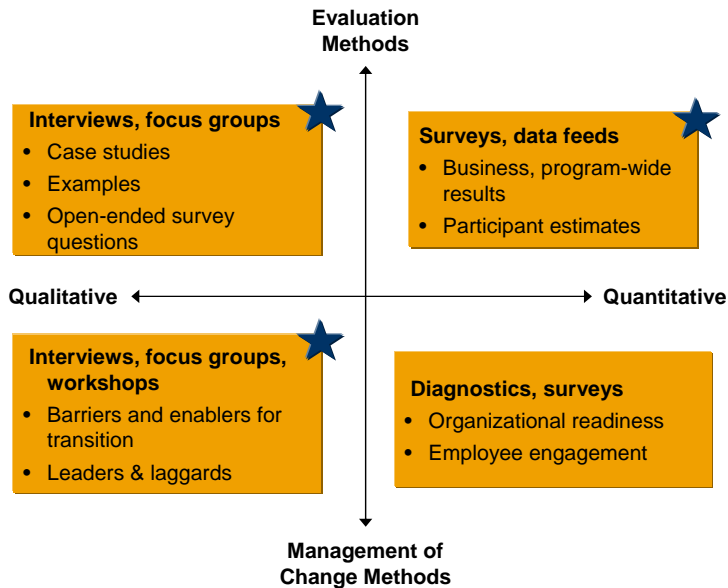 Evaluation
Methods
Interviews, focus groups
• Case studies
• Examples
• Open-ended survey
questions
Surveys, data feeds
• Business, program-wide
results
• Participant estimates
Qualitative
Quantitative
Interviews, focus groups,
workshops
• Barriers and enablers for
transition
• Leaders & laggards
Diagnostics, surveys
• Organizational readiness
• Employee engagement
Management of
Change Methods